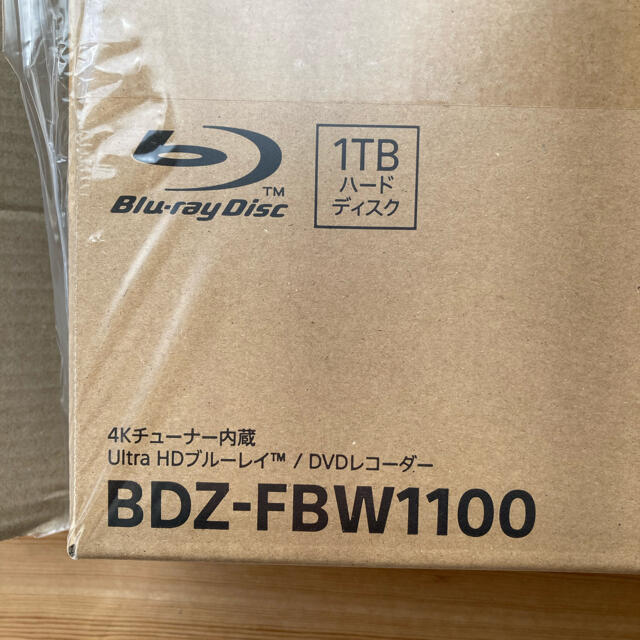 Blu-ray Disc™
1TB
ハード
ディスク
4Kチューナー内蔵
Ultra HDブルーレイ™ / DVDレコーダー
BDZ-FBW1100